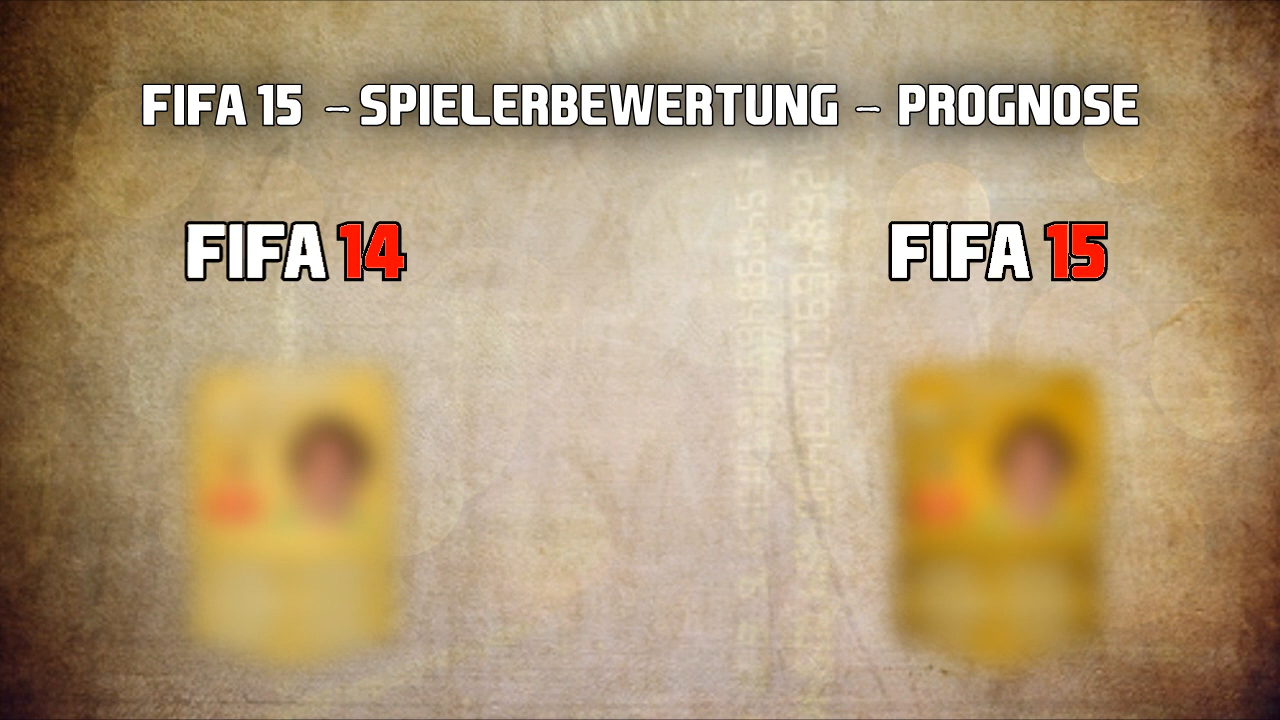 FIFA 15 – SPIELERBEWERTUNG – PROGNOSE
FIFA 14
FIFA 15